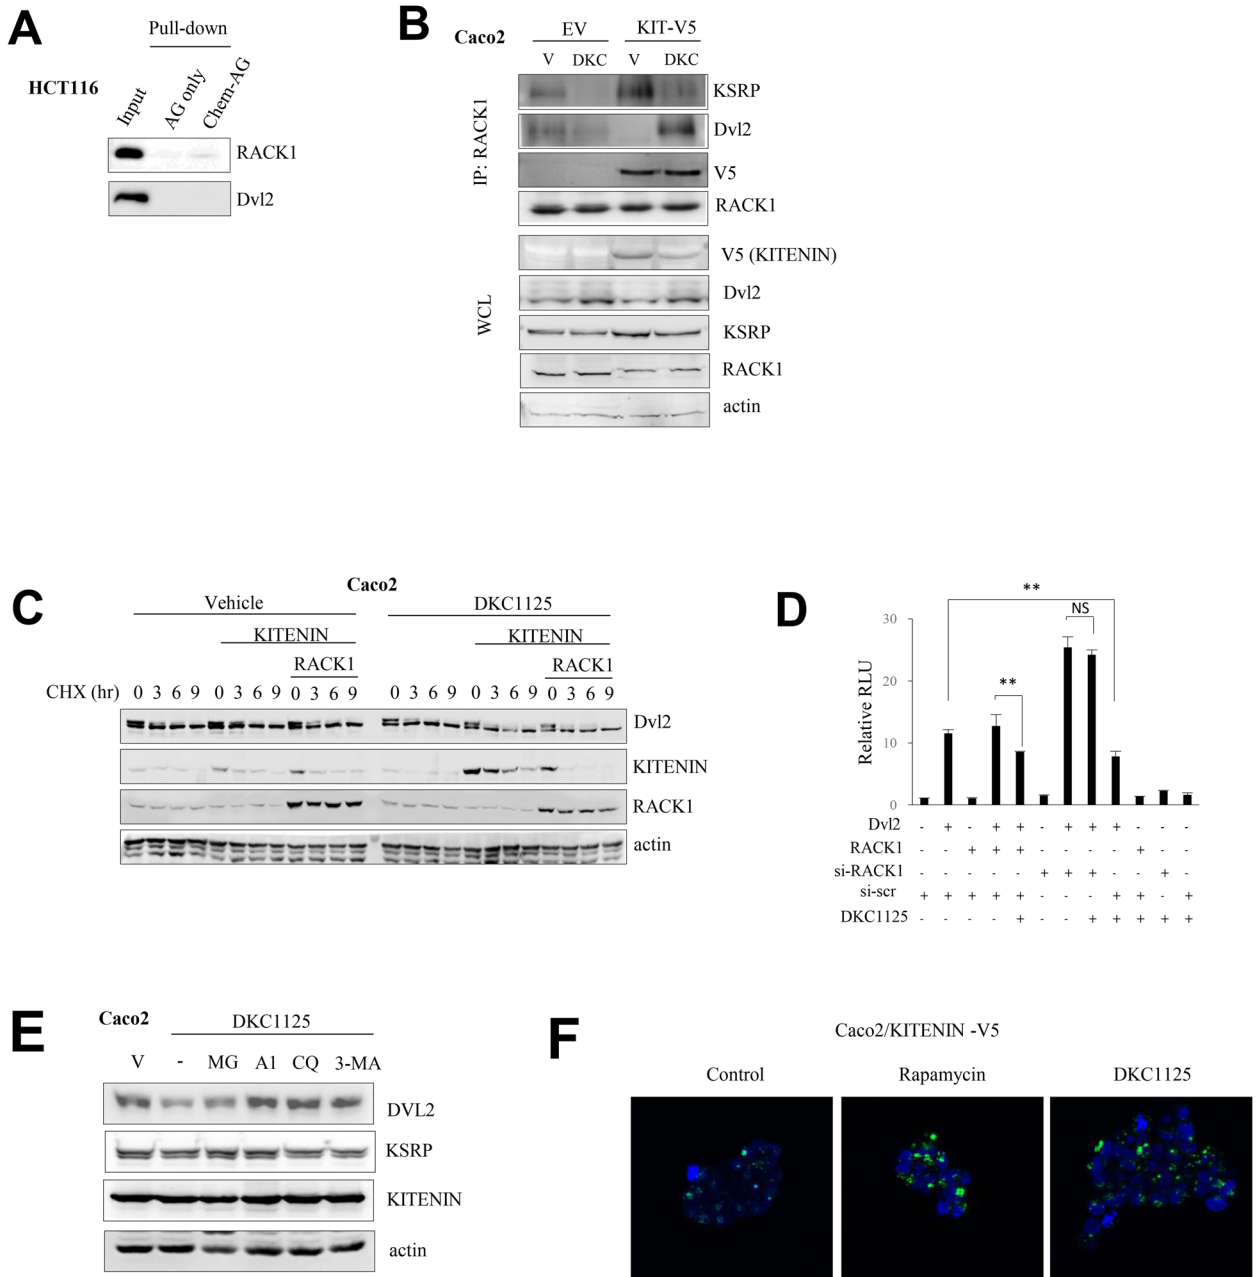 A
Pull-down
HCT116
Input
AG only
Chem-AG
RACK1
Dvl2
B
Caco2
EV KIT-V5
V DKC V DKC
IP: RACK1
KSRP
Dvl2
V5
RACK1
WCL
V5 (KITENIN)
Dvl2
KSRP
RACK1
actin
C
Caco2
Vehicle DKC1125
KITENIN KITENIN
RACK1 RACK1
CHX (hr) 0 3 6 9 0 3 6 9 0 3 6 9 0 3 6 9 0 3 6 9 0 3 6 9
Dvl2
KITENIN
RACK1
actin
D
**
NS
**
Relative RLU
30
20
10
0
Dvl2 - + - + + - + + + - - -
RACK1 - - + + + - - - - + - -
si-RACK1 - - - - - + + + - - + -
si-scr + + + + + - - - + + - +
DKC1125 - - - - + - - + + + + +
E
Caco2
DKC1125
V - MG A1 CQ 3-MA
DVL2
KSRP
KITENIN
actin
F
Caco2/KITENIN -V5
Control Rapamycin DKC1125